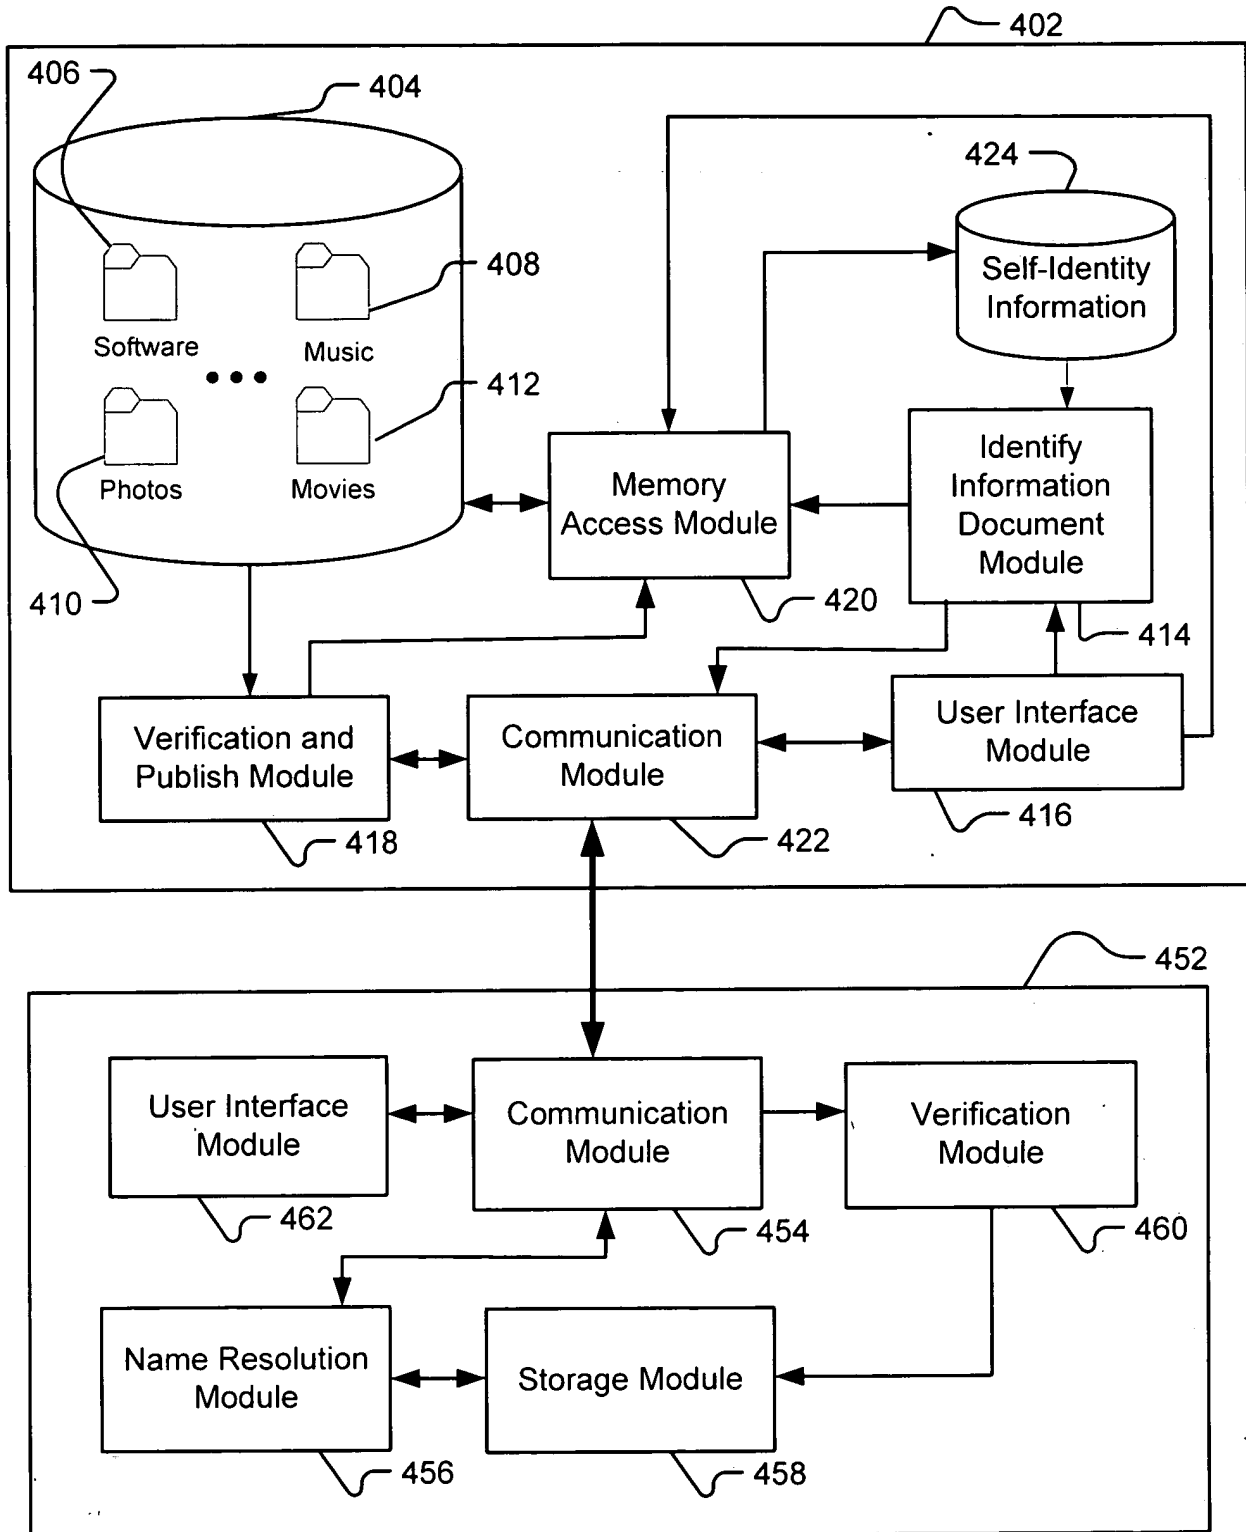 402
406
404
424
Self-Identity
Information
408
Software
Music
412
Photos
Movies
410
Memory
Access Module
420
Identify
Information
Document
Module
414
Verification and
Publish Module
418
Communication
Module
422
User Interface
Module
416
452
User Interface
Module
462
Communication
Module
454
Verification
Module
460
Name Resolution
Module
456
Storage Module
458